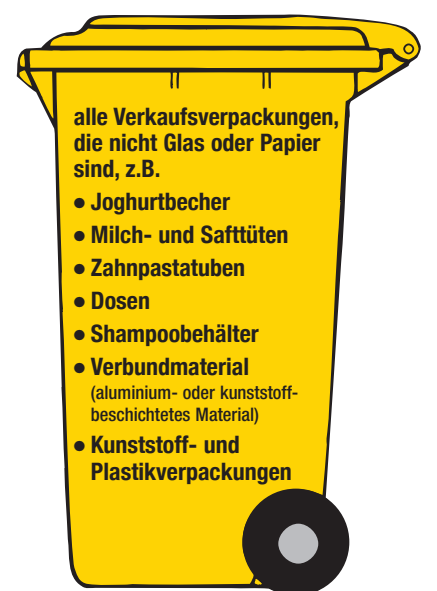 alle Verkaufsverpackungen,
die nicht Glas oder Papier
sind, z.B.
• Joghurtbecher
• Milch- und Safttüten
• Zahnpastatuben
• Dosen
• Shampoobehälter
• Verbundmaterial
(aluminium- oder kunststoff-
beschichtetes Material)
• Kunststoff- und
Plastikverpackungen